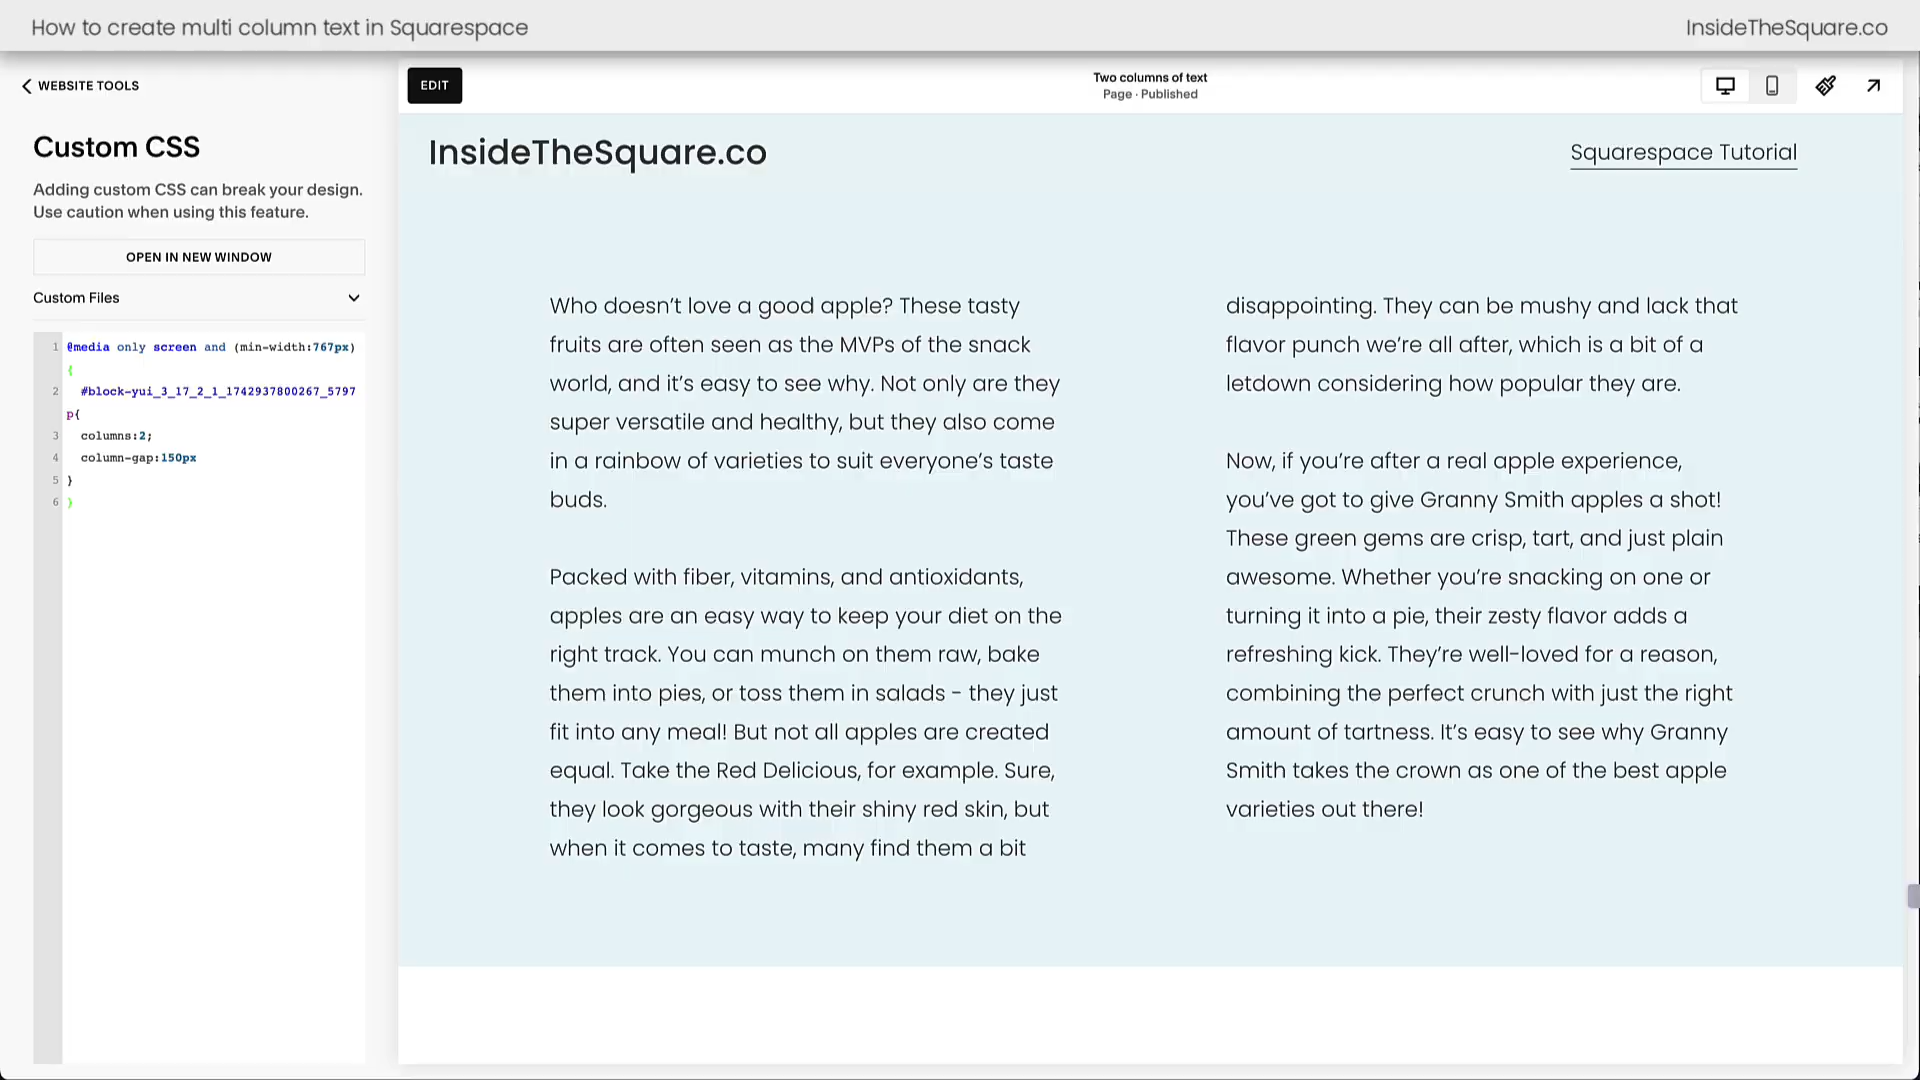 How to create multi column text in Squarespace
InsideTheSquare.co
WEBSITE TOOLS
Custom CSS
Adding custom CSS can break your design.
Use caution when using this feature.
OPEN IN NEW WINDOW
Custom Files
1 @media only screen and (min-width:767px)
{
2 #block-yui_3_17_2_1_1742937800267_5797
p{
3 columns:2;
4 column-gap:150px
5 }
6 }
EDIT
Two columns of text
Page · Published
InsideTheSquare.co
Squarespace Tutorial
Who doesn’t love a good apple? These tasty
fruits are often seen as the MVPs of the snack
world, and it’s easy to see why. Not only are they
super versatile and healthy, but they also come
in a rainbow of varieties to suit everyone’s taste
buds.
Packed with fiber, vitamins, and antioxidants,
apples are an easy way to keep your diet on the
right track. You can munch on them raw, bake
them into pies, or toss them in salads - they just
fit into any meal! But not all apples are created
equal. Take the Red Delicious, for example. Sure,
they look gorgeous with their shiny red skin, but
when it comes to taste, many find them a bit
disappointing. They can be mushy and lack that
flavor punch we’re all after, which is a bit of a
letdown considering how popular they are.
Now, if you’re after a real apple experience,
you’ve got to give Granny Smith apples a shot!
These green gems are crisp, tart, and just plain
awesome. Whether you’re snacking on one or
turning it into a pie, their zesty flavor adds a
refreshing kick. They’re well-loved for a reason,
combining the perfect crunch with just the right
amount of tartness. It’s easy to see why Granny
Smith takes the crown as one of the best apple
varieties out there!